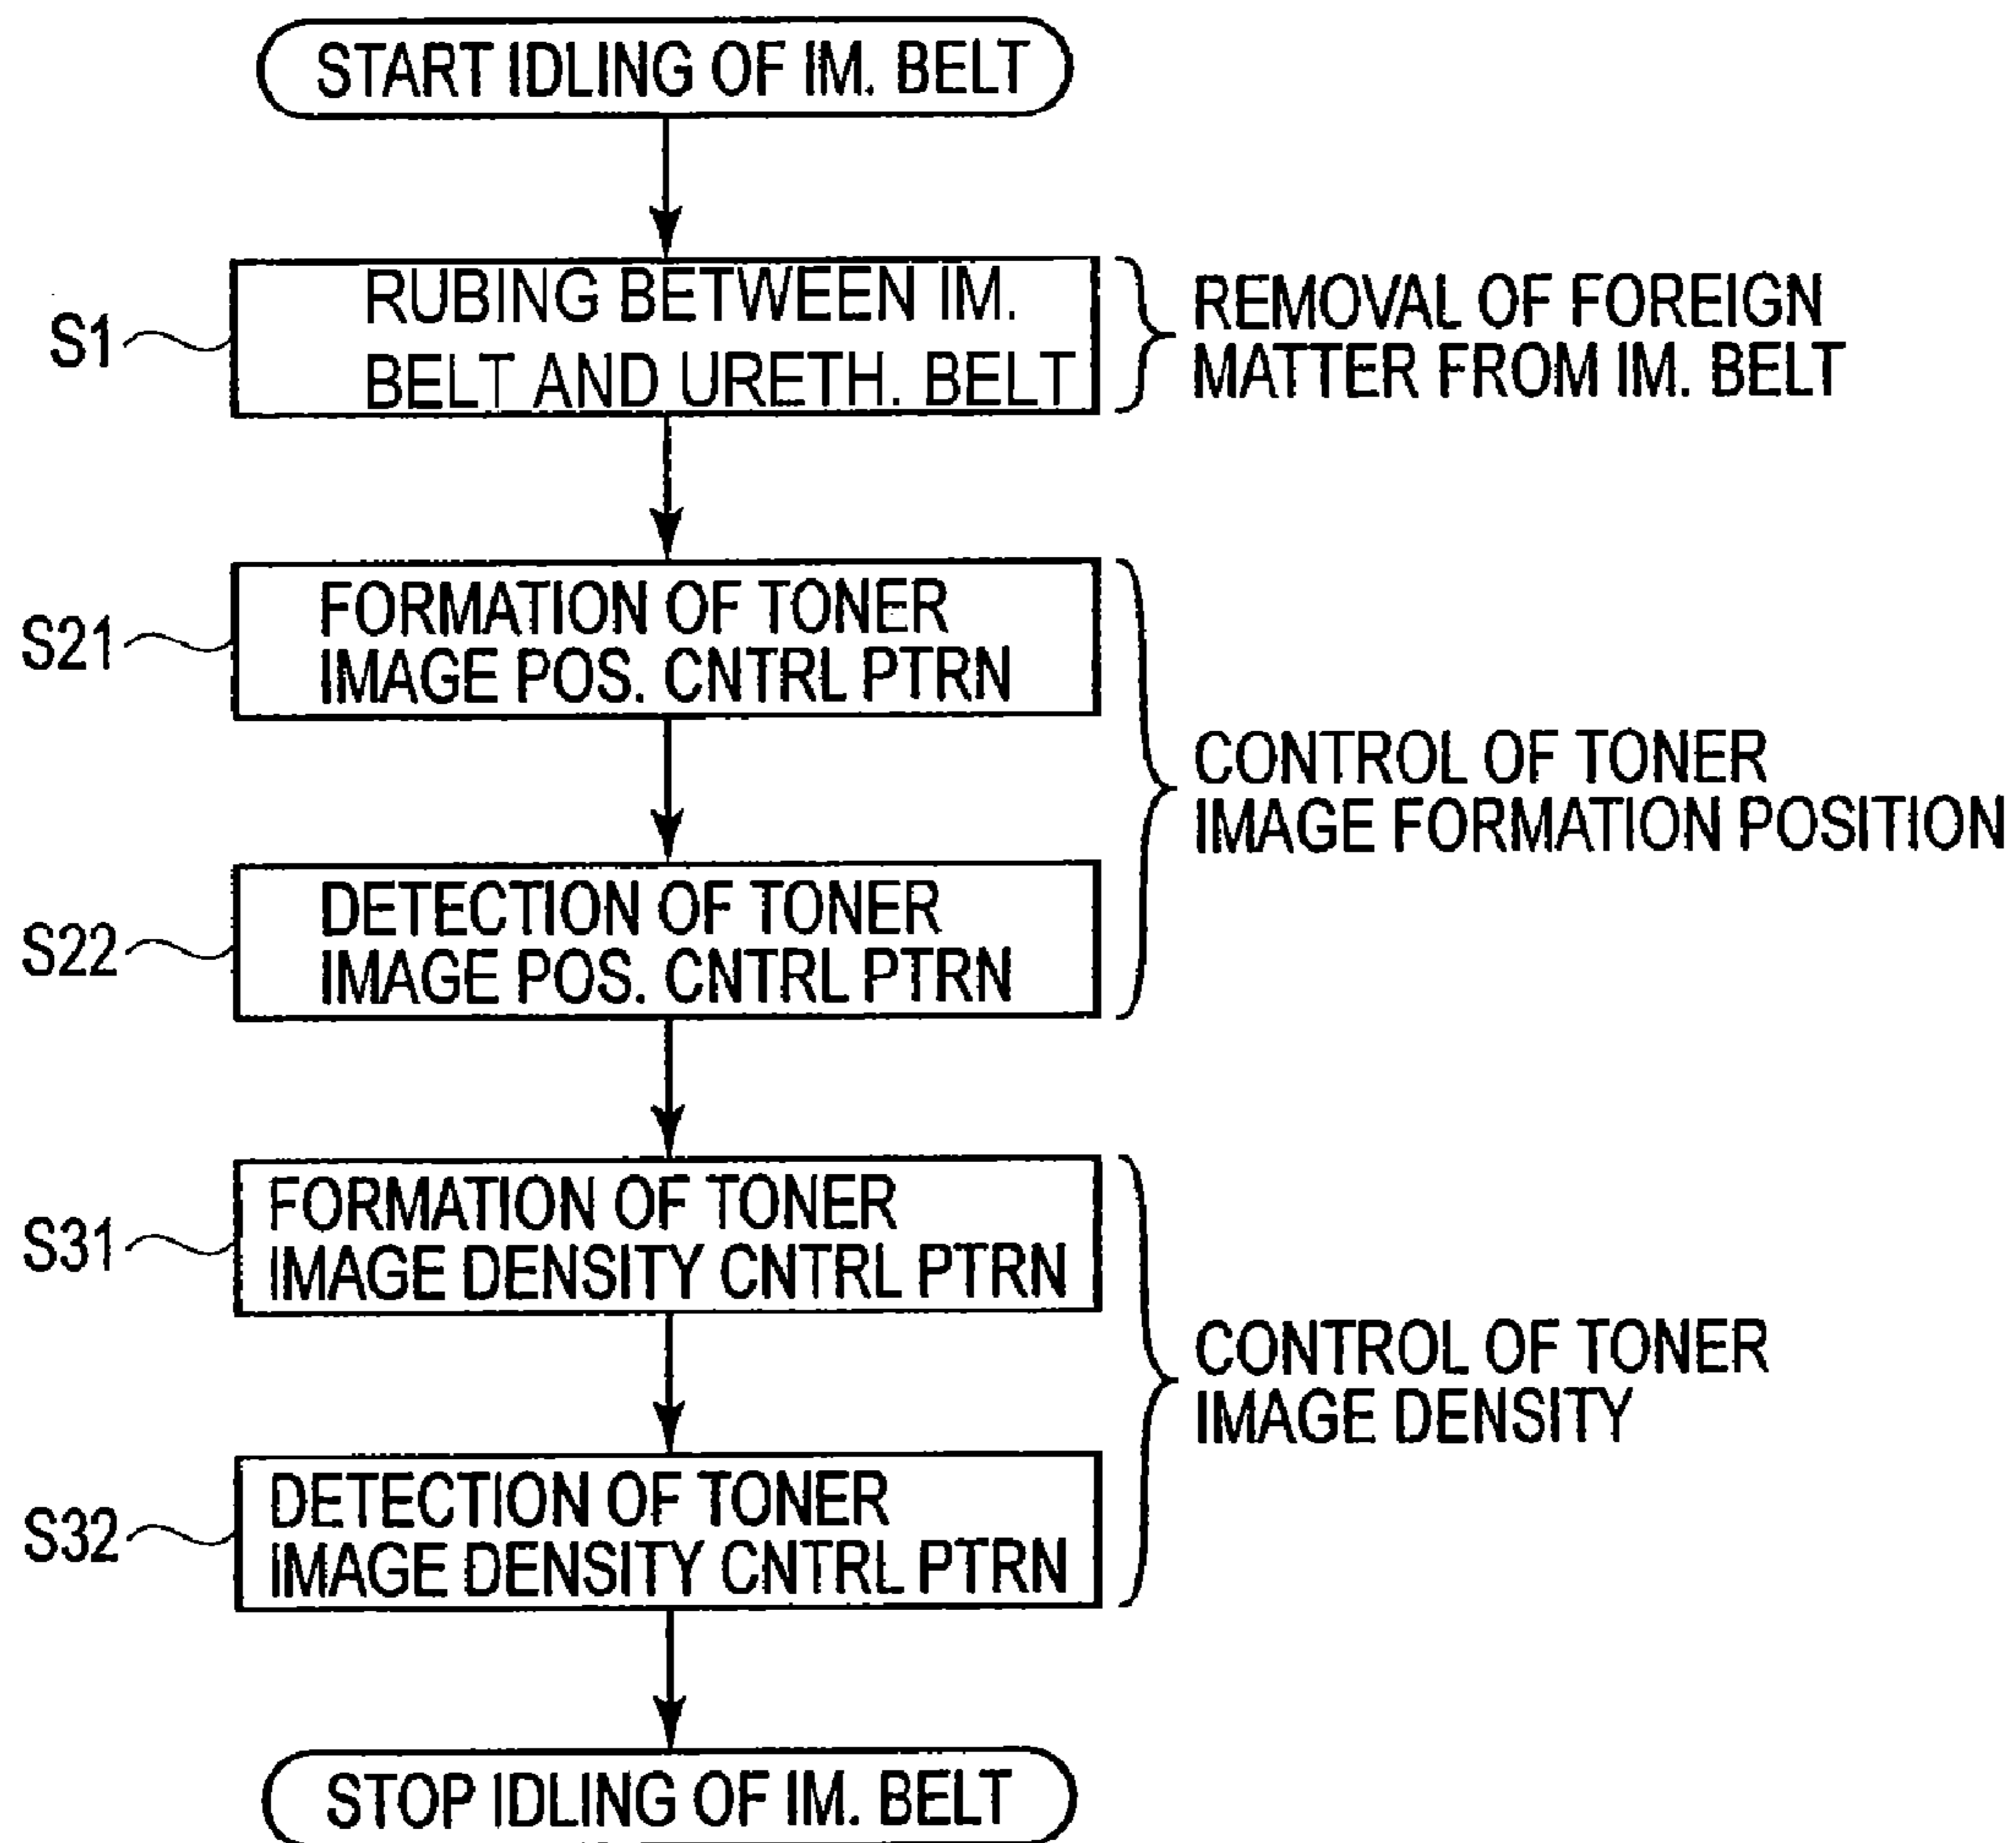 START IDLING OF IM. BELT
S1
RUBING BETWEEN IM.
BELT AND URETH. BELT
REMOVAL OF FOREIGN
MATTER FROM IM. BELT
S21
FORMATION OF TONER
IMAGE POS. CNTRL PTRN
S22
DETECTION OF TONER
IMAGE POS. CNTRL PTRN
CONTROL OF TONER
IMAGE FORMATION POSITION
S31
FORMATION OF TONER
IMAGE DENSITY CNTRL PTRN
S32
DETECTION OF TONER
IMAGE DENSITY CNTRL PTRN
CONTROL OF TONER
IMAGE DENSITY
STOP IDLING OF IM. BELT